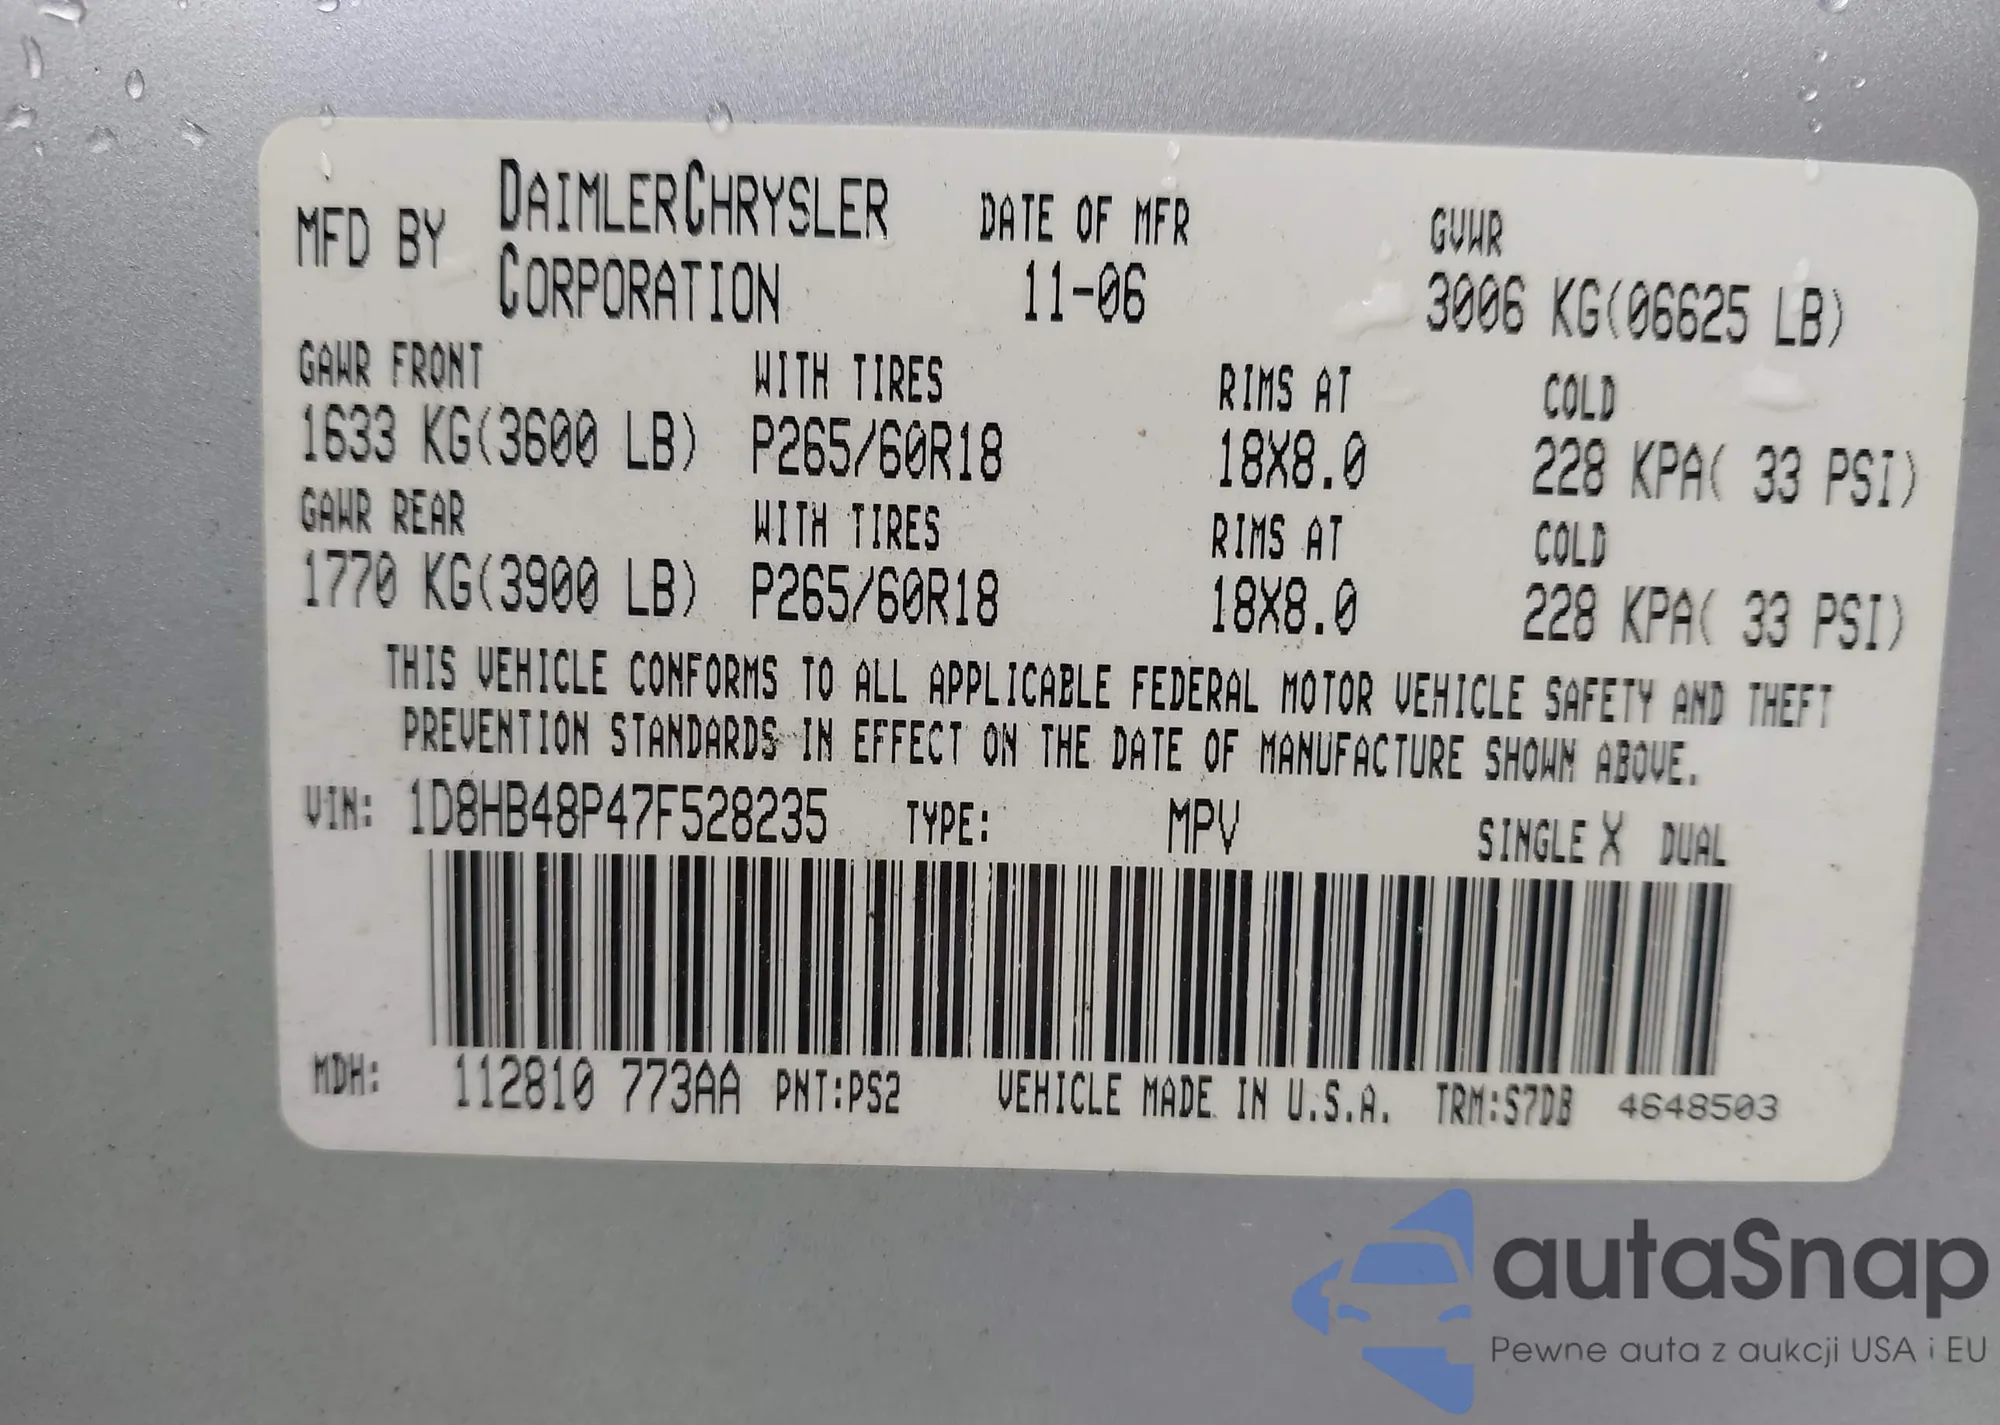 MFD BY DAIMLERCHRYSLER CORPORATION DATE OF MFR 11-06 GVWR 3006 KG(06625 LB)
GAWR FRONT WITH TIRES RIMS AT COLD
1633 KG(3600 LB) P265/60R18 18X8.0 228 KPA( 33 PSI)
GAWR REAR WITH TIRES RIMS AT COLD
1770 KG(3900 LB) P265/60R18 18X8.0 228 KPA( 33 PSI)
THIS VEHICLE CONFORMS TO ALL APPLICABLE FEDERAL MOTOR VEHICLE SAFETY AND THEFT
PREVENTION STANDARDS IN EFFECT ON THE DATE OF MANUFACTURE SHOWN ABOVE.
VIN: 1D8HB48P47F528235 TYPE: MPV SINGLE X DUAL
MDH: 112810 773AA PNT:PS2 VEHICLE MADE IN U.S.A. TRM:S7DB 4648503
autaSnap
Pewne auta z aukcji USA i EU